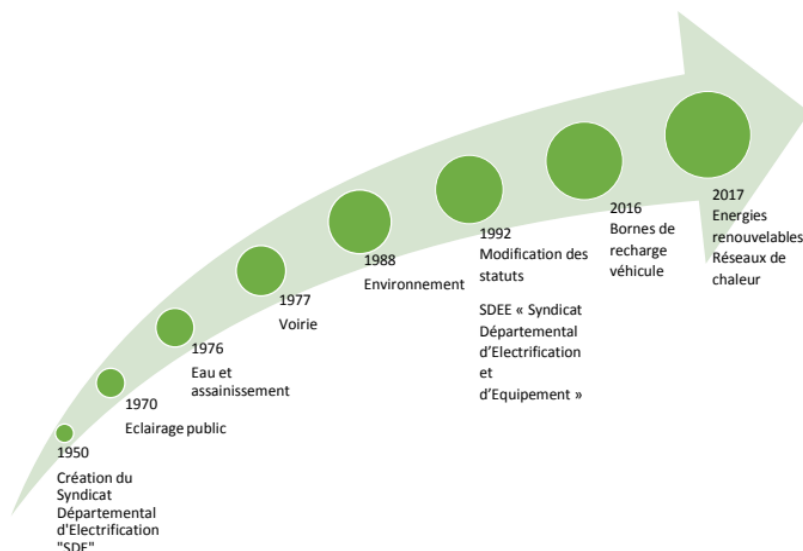 1950
Création du
Syndicat
Départemental
d'Electrification
"SDE"
1970
Eclairage public
1976
Eau et
assainissement
1977
Voirie
1988
Environnement
1992
Modification des
statuts
SDEE « Syndicat
Départemental
d’Electrification
et
d’Equipement »
2016
Bornes de
recharge
véhicule
2017
Energies
renouvelables
Réseaux de
chaleur